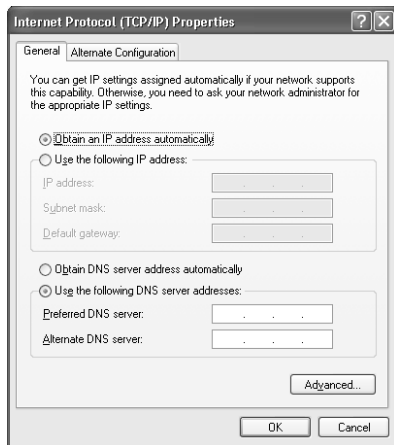 Internet Protocol (TCP/IP) Properties
General
Alternate Configuration
You can get IP settings assigned automatically if your network supports
this capability. Otherwise, you need to ask your network administrator for
the appropriate IP settings.
Obtain an IP address automatically
Use the following IP address:
IP address:
Subnet mask:
Default gateway:
Obtain DNS server address automatically
Use the following DNS server addresses:
Preferred DNS server:
Alternate DNS server:
Advanced...
OK
Cancel